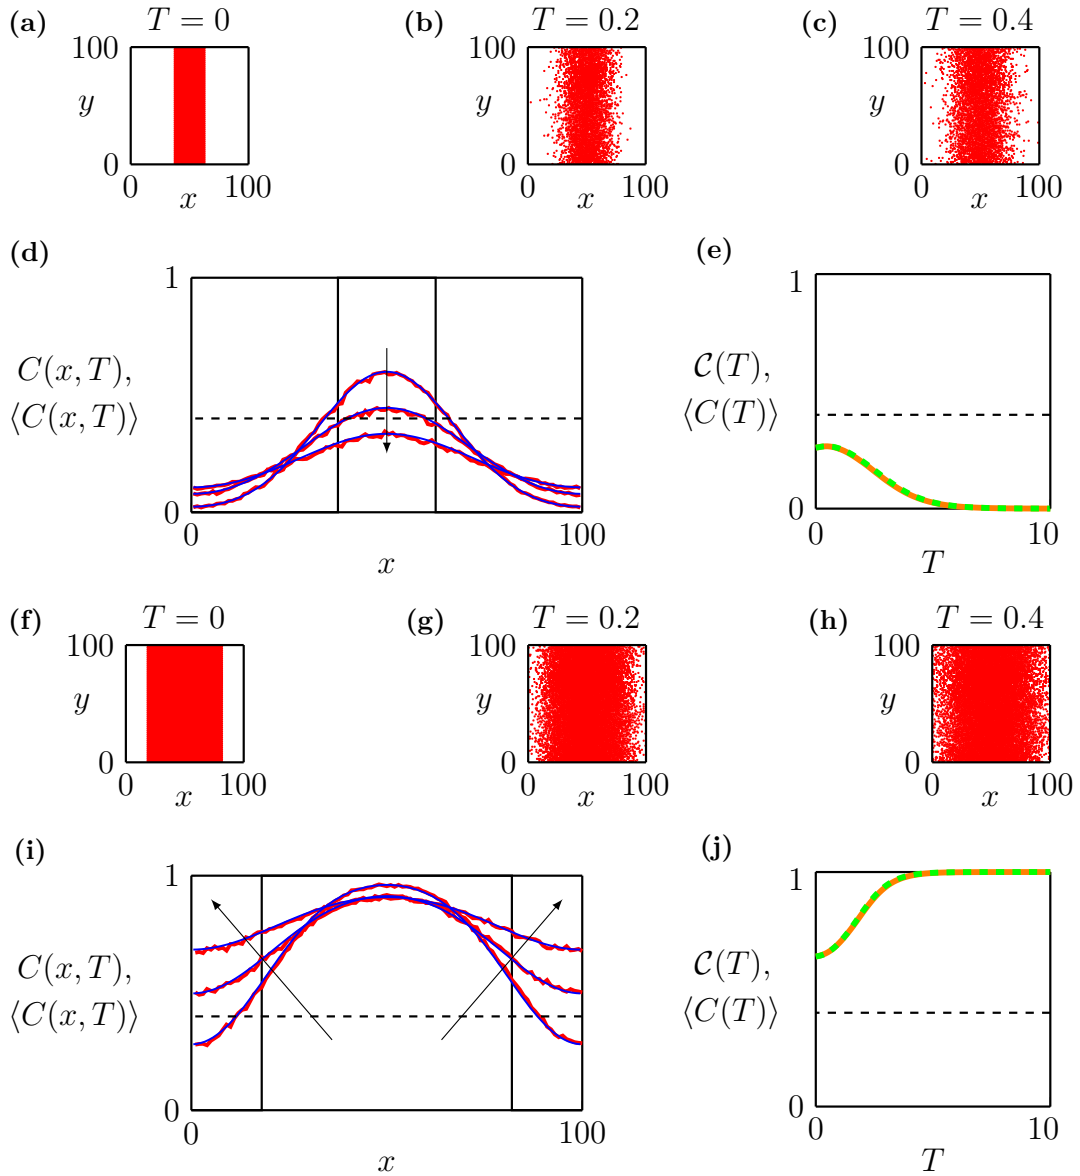 (a) T = 0
100
y
0
0 x 100
(b) T = 0.2
100
y
0
0 x 100
(c) T = 0.4
100
y
0
0 x 100
(d)
1
C(x, T),
⟨C(x, T)⟩
0
0 100
x
(e)
1
𝒞(T),
⟨C(T)⟩
0
0 10
T
(f) T = 0
100
y
0
0 x 100
(g) T = 0.2
100
y
0
0 x 100
(h) T = 0.4
100
y
0
0 x 100
(i)
1
C(x, T),
⟨C(x, T)⟩
0
0 100
x
(j)
1
𝒞(T),
⟨C(T)⟩
0
0 10
T